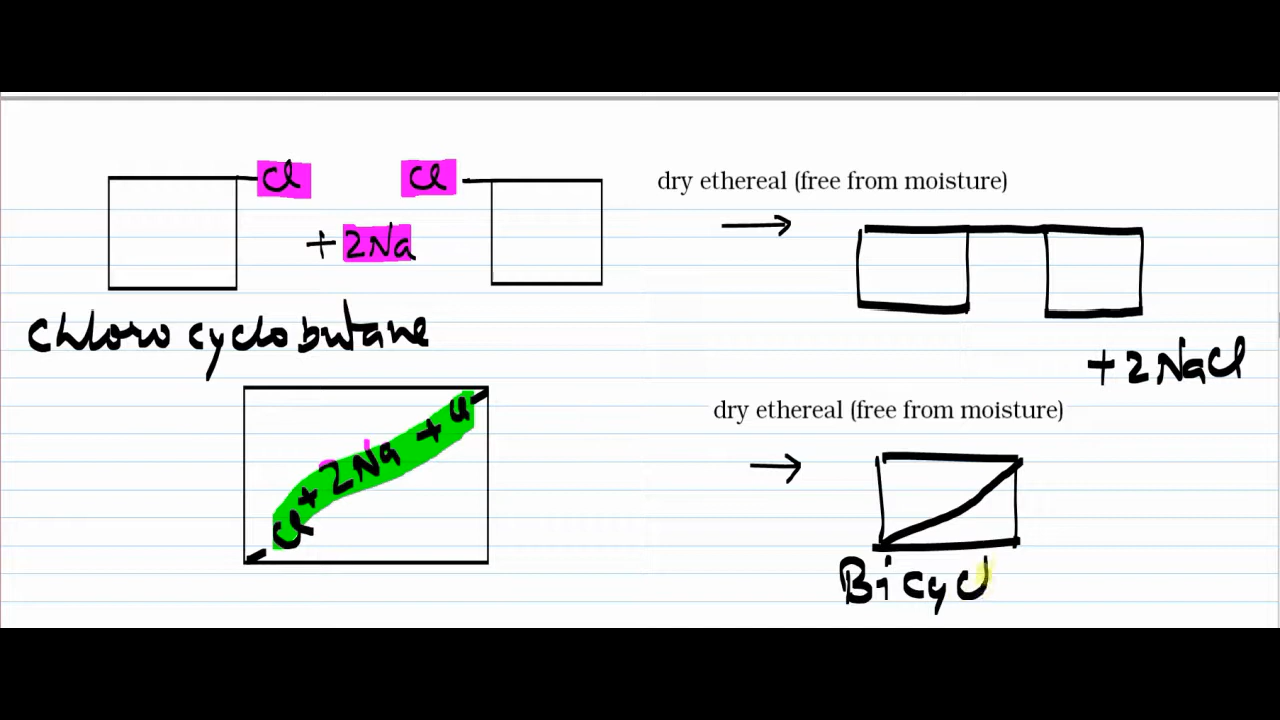 Cl Cl dry ethereal (free from moisture)
+ 2Na →
Chloro cyclobutane
+ 2NaCl
dry ethereal (free from moisture)
Cl + 2Na + Cl →
Bicycl